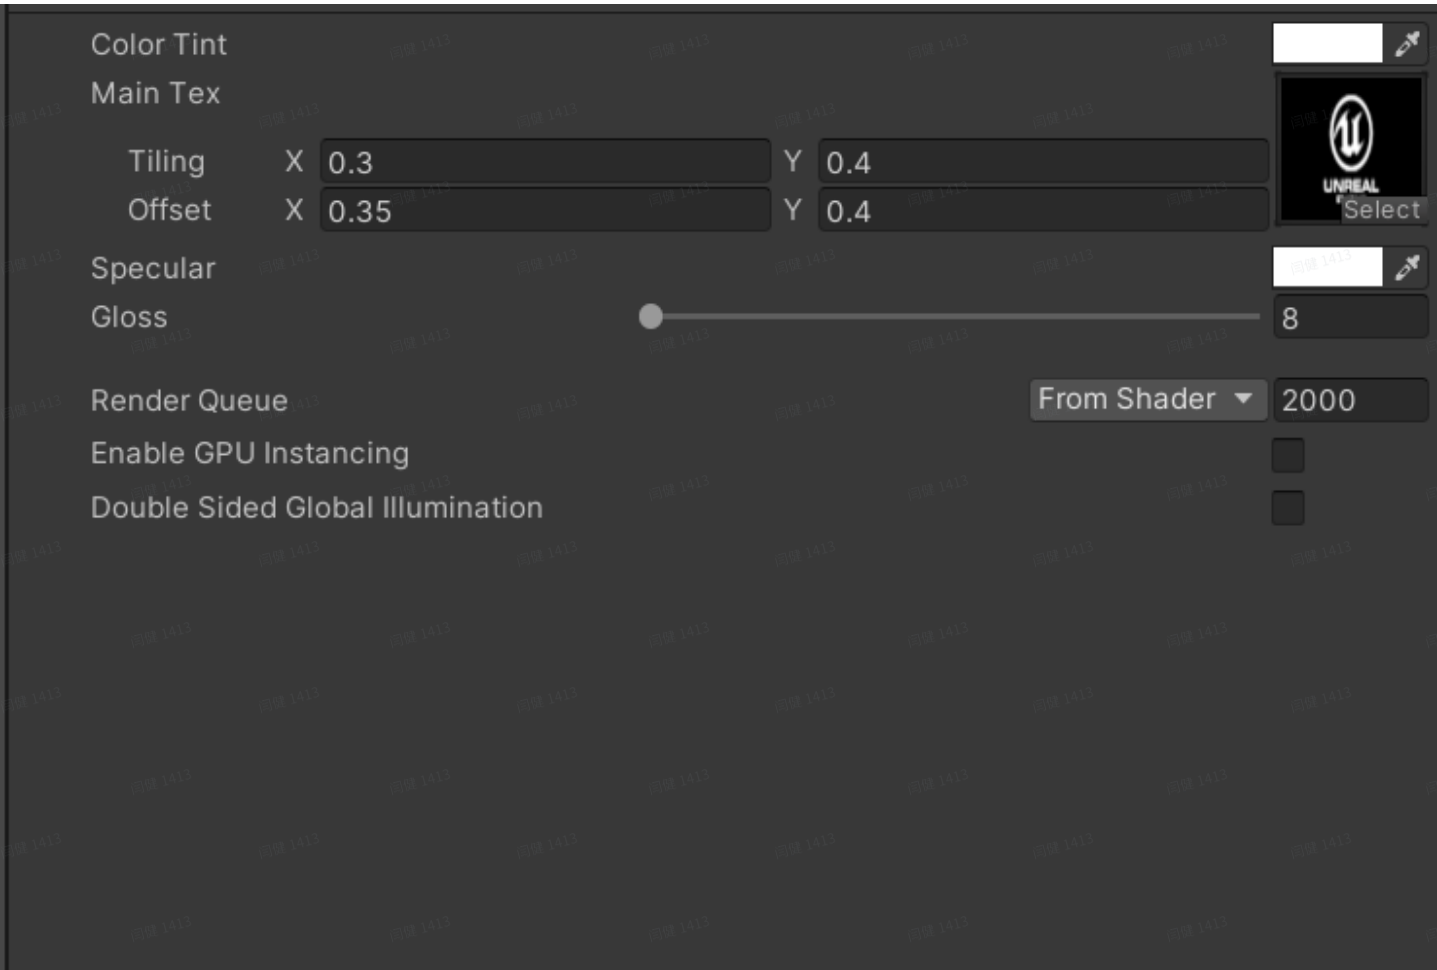 Color Tint
Main Tex
Tiling X 0.3 Y 0.4
Offset X 0.35 Y 0.4
UNREAL
Select
Specular
Gloss 8
Render Queue From Shader 2000
Enable GPU Instancing
Double Sided Global Illumination